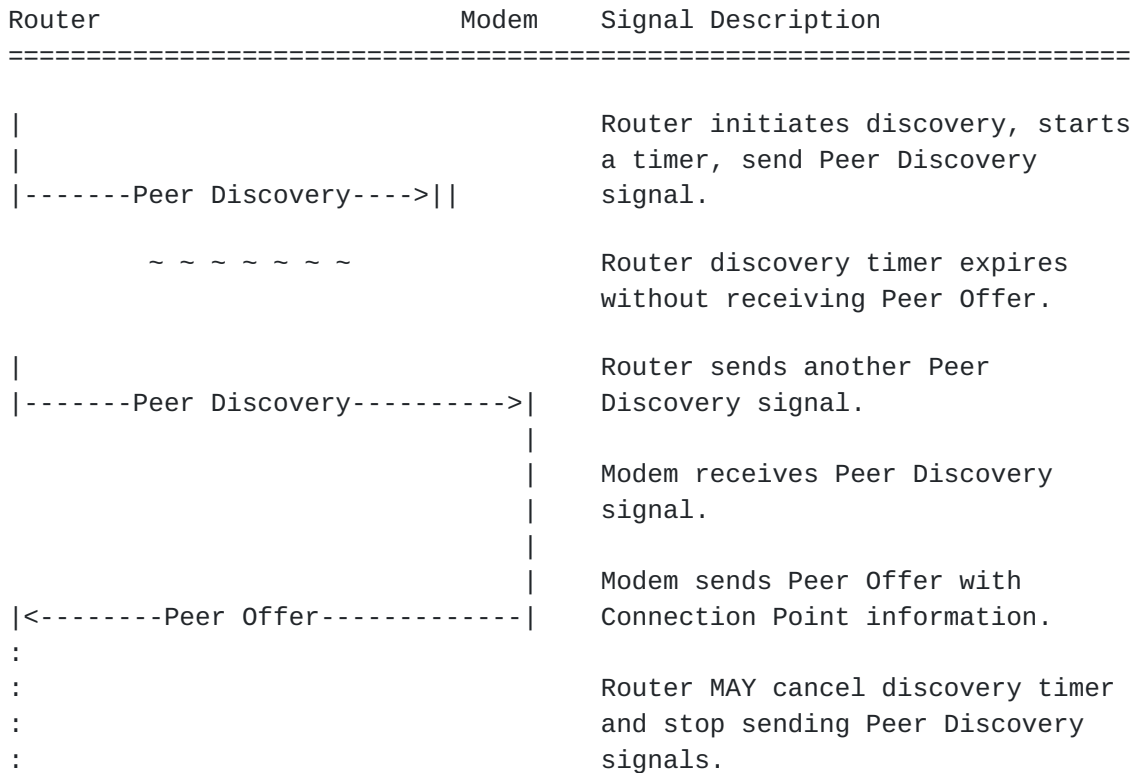 Router                       Modem    Signal Description
========================================================================

|                                     Router initiates discovery, starts
|                                     a timer, send Peer Discovery
|-------Peer Discovery---->||         signal.

         ~ ~ ~ ~ ~ ~ ~                Router discovery timer expires
                                      without receiving Peer Offer.

|                                     Router sends another Peer
|-------Peer Discovery---------->|    Discovery signal.
                                 |
                                 |    Modem receives Peer Discovery
                                 |    signal.
                                 |
                                 |    Modem sends Peer Offer with
|<--------Peer Offer-------------|    Connection Point information.
:
:                                     Router MAY cancel discovery timer
:                                     and stop sending Peer Discovery
:                                     signals.